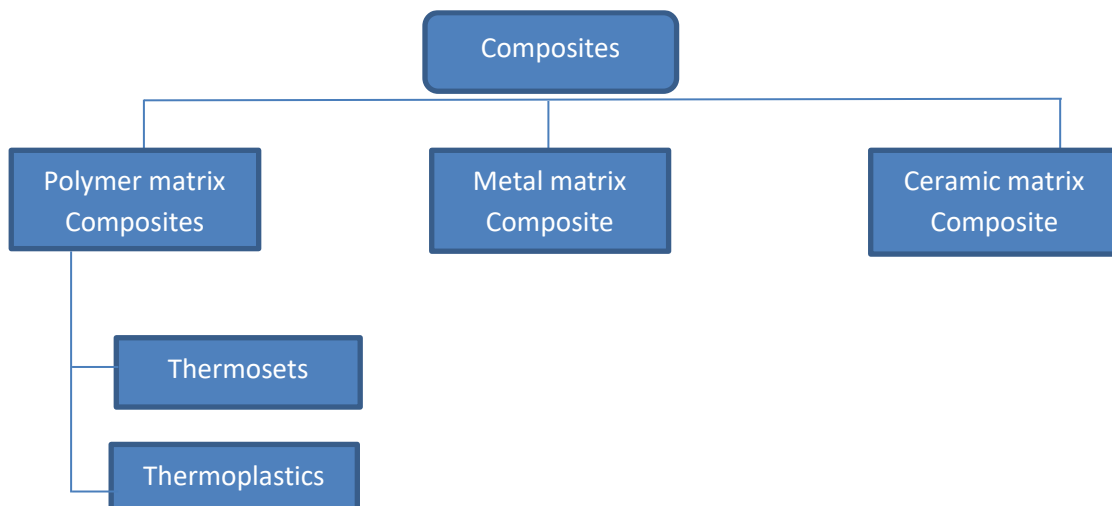 Composites
Polymer matrix
Composites
Metal matrix
Composite
Ceramic matrix
Composite
Thermosets
Thermoplastics